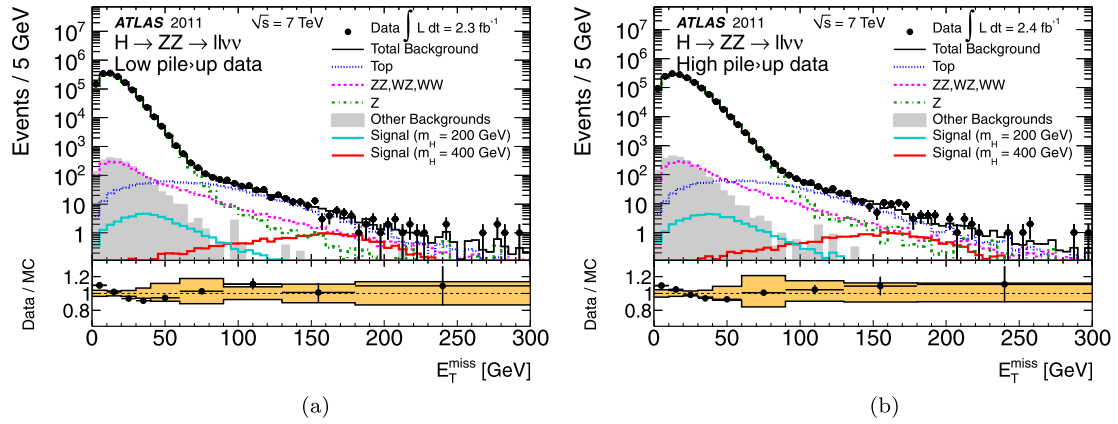 ATLAS 2011
√s = 7 TeV
H → ZZ → llνν
Low pile›up data
Data ∫ L dt = 2.3 fb›1
Total Background
Top
ZZ,WZ,WW
Z
Other Backgrounds
Signal (mH = 200 GeV)
Signal (mH = 400 GeV)
Events / 5 GeV
10⁷
10⁶
10⁵
10⁴
10³
10²
10
1
Data / MC
1.2
1
0.8
0 50 100 150 200 250 300
E_T^miss [GeV]
(a)
ATLAS 2011
√s = 7 TeV
H → ZZ → llνν
High pile›up data
Data ∫ L dt = 2.4 fb›1
Total Background
Top
ZZ,WZ,WW
Z
Other Backgrounds
Signal (mH = 200 GeV)
Signal (mH = 400 GeV)
Events / 5 GeV
10⁷
10⁶
10⁵
10⁴
10³
10²
10
1
Data / MC
1.2
1
0.8
0 50 100 150 200 250 300
E_T^miss [GeV]
(b)